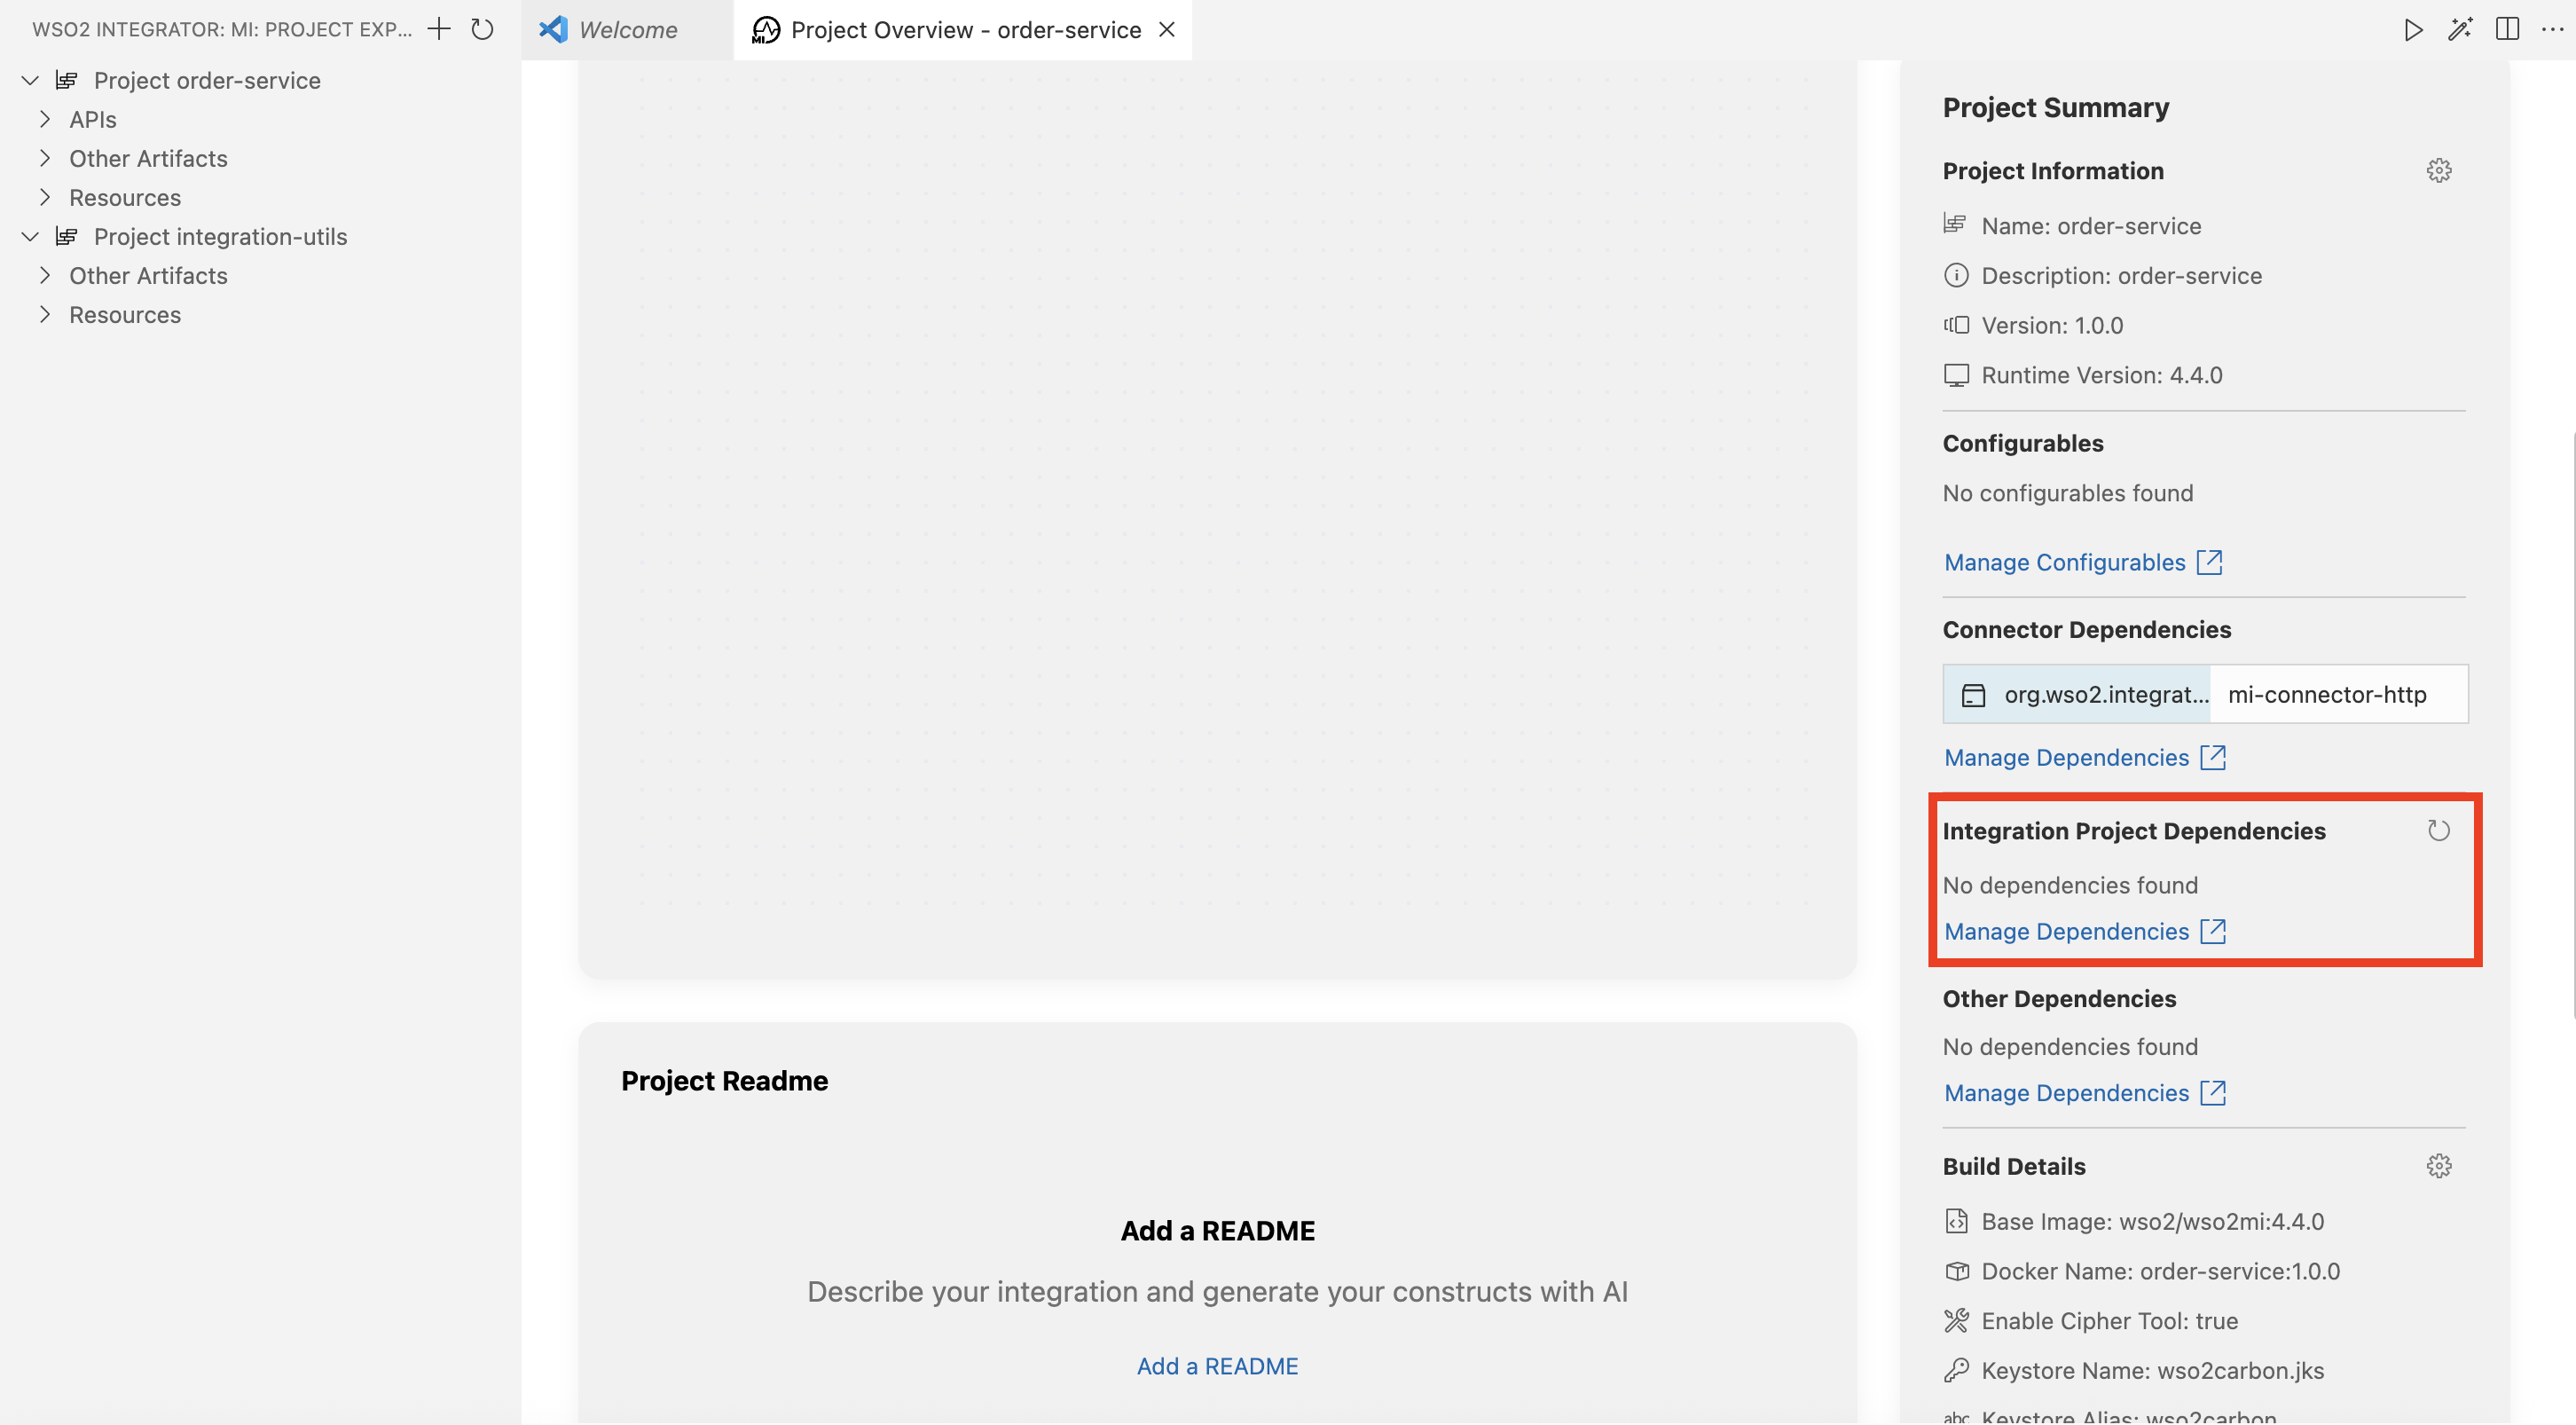 WSO2 INTEGRATOR: MI: PROJECT EXP...
Project order-service
APIs
Other Artifacts
Resources
Project integration-utils
Other Artifacts
Resources
Welcome
Project Overview - order-service
Project Summary
Project Information
Name: order-service
Description: order-service
Version: 1.0.0
Runtime Version: 4.4.0
Configurables
No configurables found
Manage Configurables
Connector Dependencies
org.wso2.integrat... mi-connector-http
Manage Dependencies
Integration Project Dependencies
No dependencies found
Manage Dependencies
Other Dependencies
No dependencies found
Manage Dependencies
Build Details
Base Image: wso2/wso2mi:4.4.0
Docker Name: order-service:1.0.0
Enable Cipher Tool: true
Keystore Name: wso2carbon.jks
abc Keystore Alias: wso2carbon
Project Readme
Add a README
Describe your integration and generate your constructs with AI
Add a README